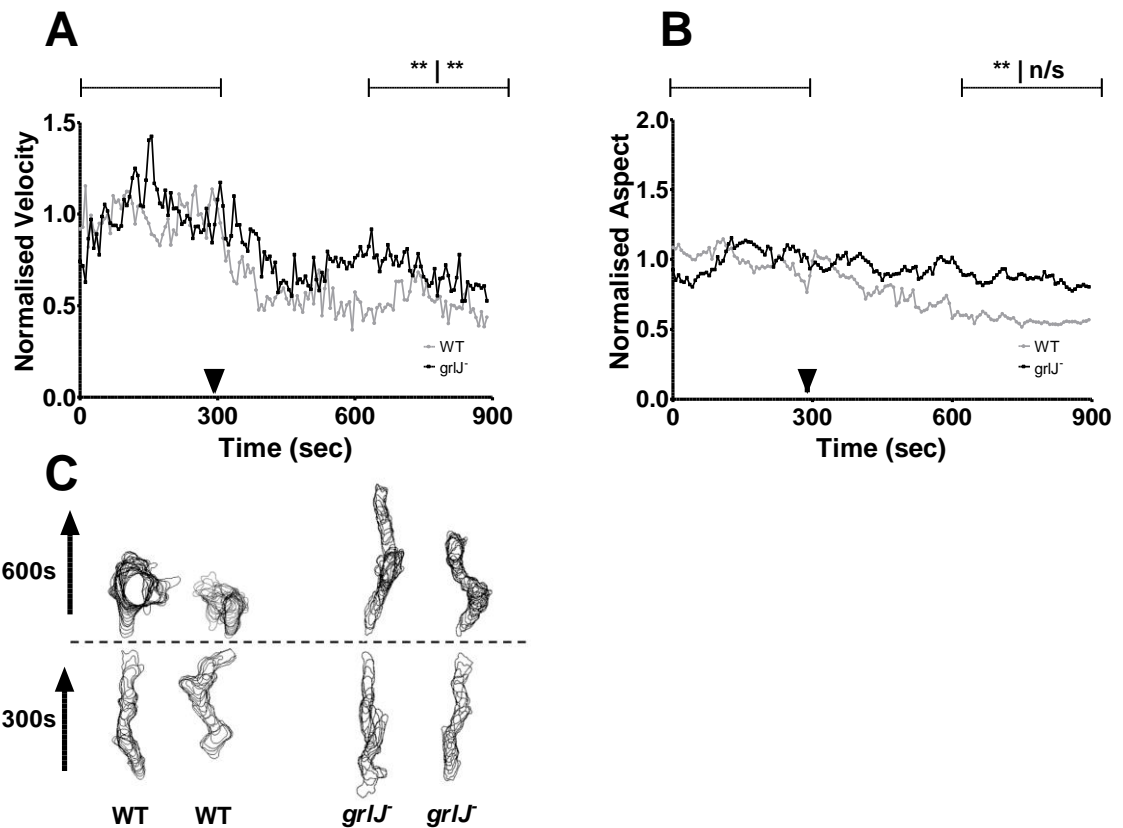 A
** | **
Normalised Velocity
1.5
1.0
0.5
0.0
WT
grlJ-
0
300
600
900
Time (sec)
B
** | n/s
Normalised Aspect
2.0
1.5
1.0
0.5
0.0
WT
grlJ-
0
300
600
900
Time (sec)
C
600s
300s
WT
WT
grlJ-
grlJ-